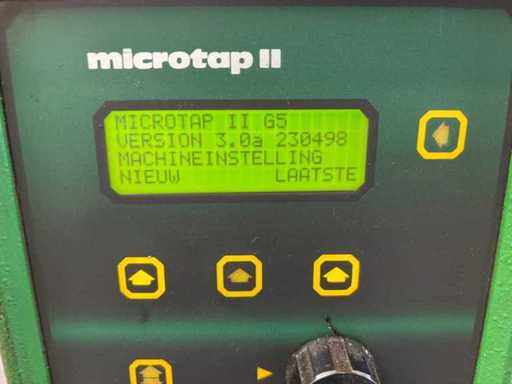 microtap II
MICROTAP II G5
VERSION 3.0a 230498
MACHINEINSTELLING
NIEUW LAATSTE